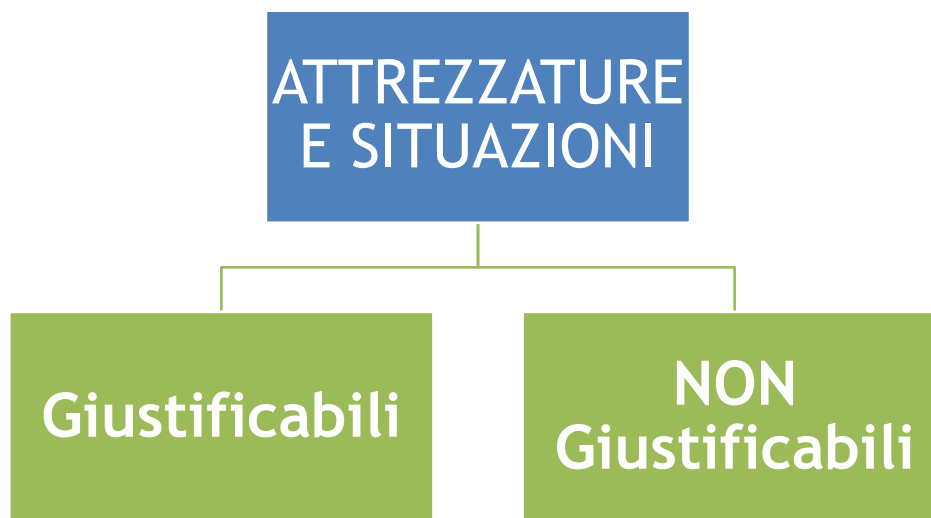 ATTREZZATURE
E SITUAZIONI
Giustificabili
NON
Giustificabili